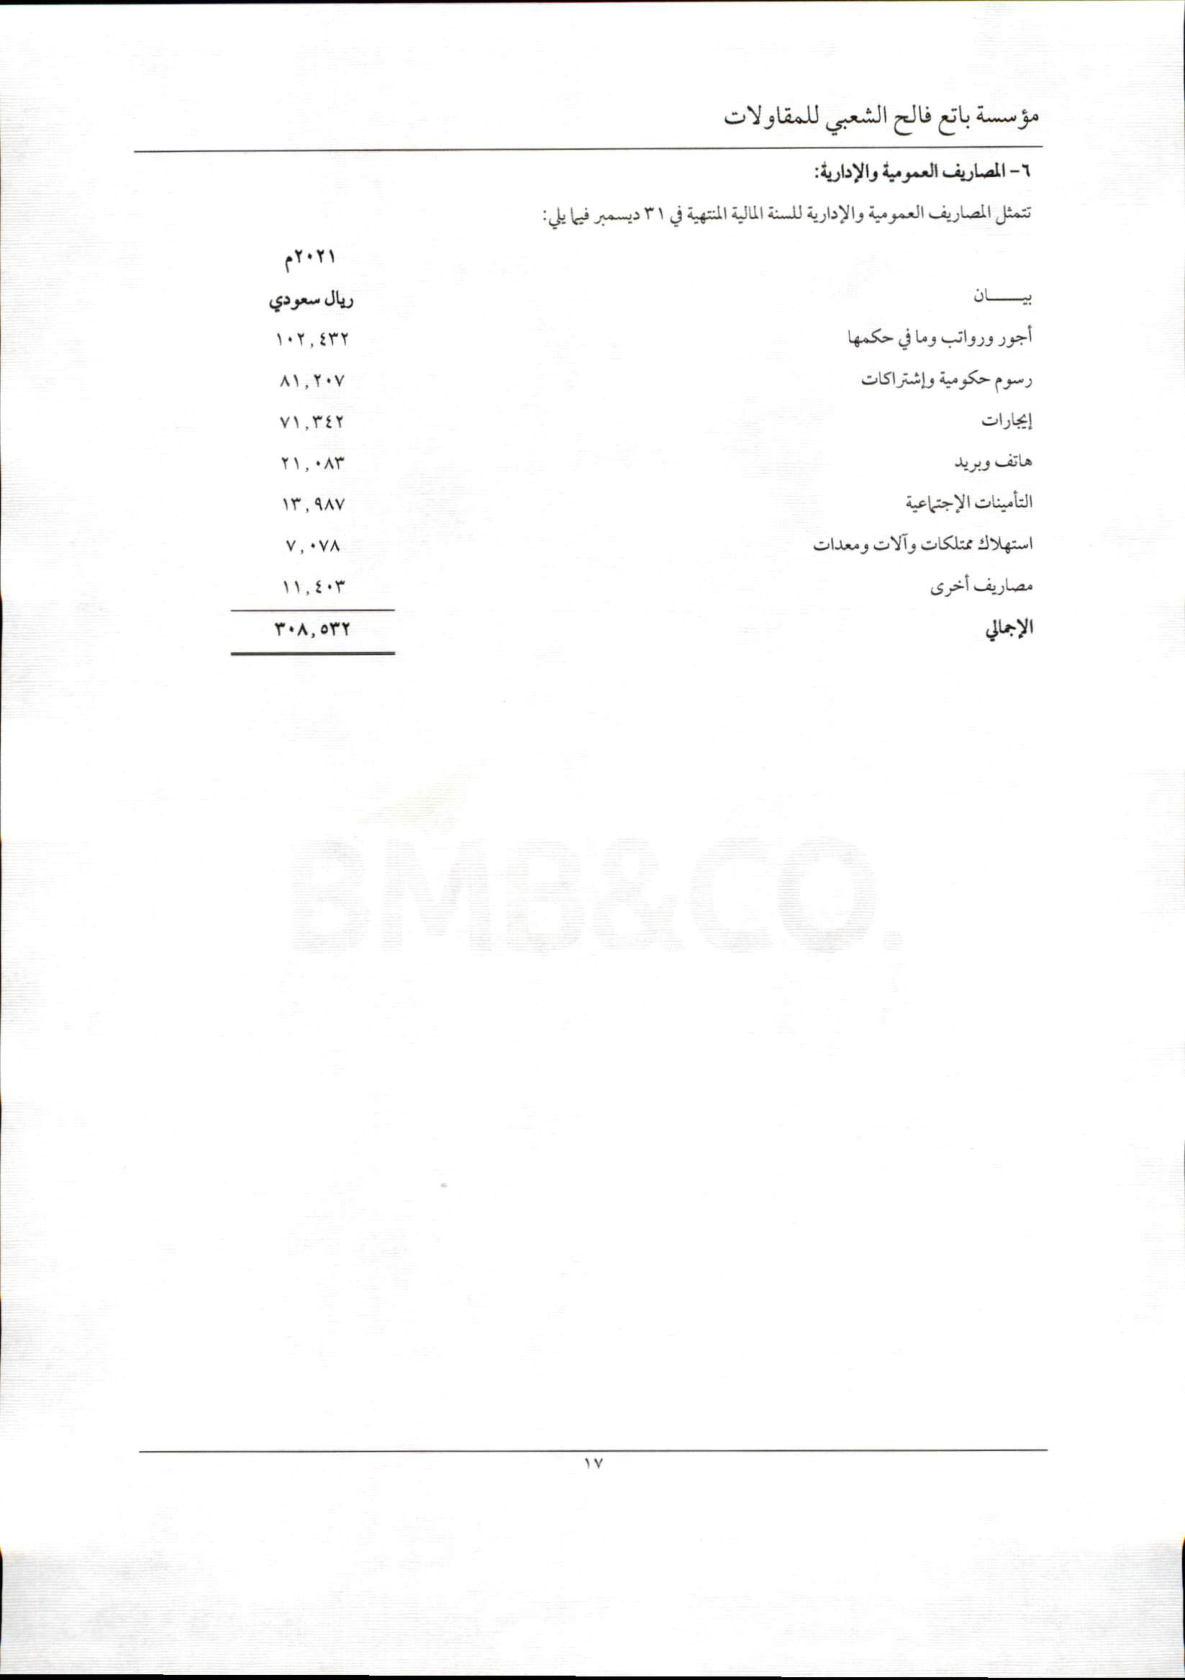 مؤسسة باتع فالح الشعبي للمقاولات
٦- المصاريف العمومية والإدارية:
تتمثل المصاريف العمومية والإدارية للسنة المالية المنتهية في ٣١ ديسمبر فيما يلي:
٢٠٢١م
بيـــــان ريال سعودي
أجور ورواتب وما في حكمها ١٠٢,٤٣٢
رسوم حكومية وإشتراكات ٨١,٢٠٧
إيجارات ٧١,٣٤٢
هاتف وبريد ٢١,٠٨٣
التأمينات الإجتماعية ١٣,٩٨٧
استهلاك ممتلكات وآلات ومعدات ٧,٠٧٨
مصاريف أخرى ١١,٤٠٣
الإجمالي ٣٠٨,٥٣٢
BMB&CO.
١٧